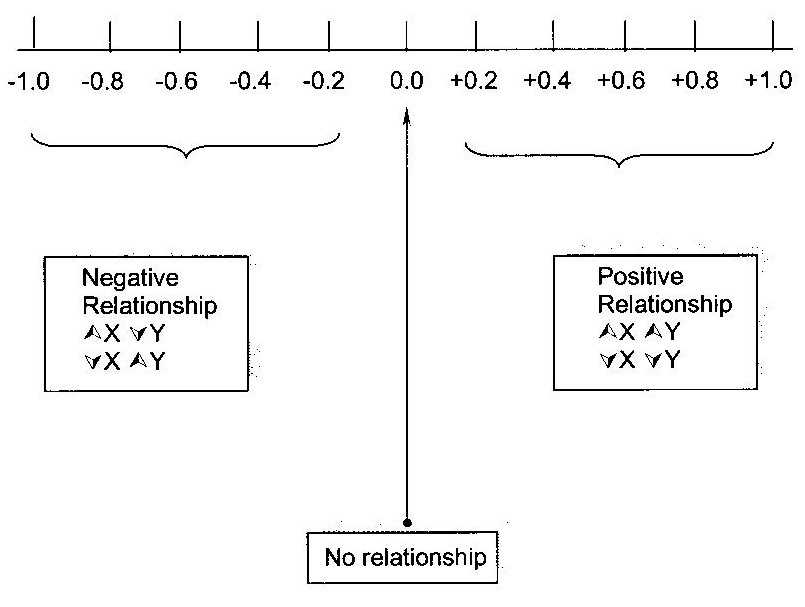 -1.0 -0.8 -0.6 -0.4 -0.2 0.0 +0.2 +0.4 +0.6 +0.8 +1.0
Negative
Relationship
X Y
X Y
Positive
Relationship
X Y
X Y
No relationship